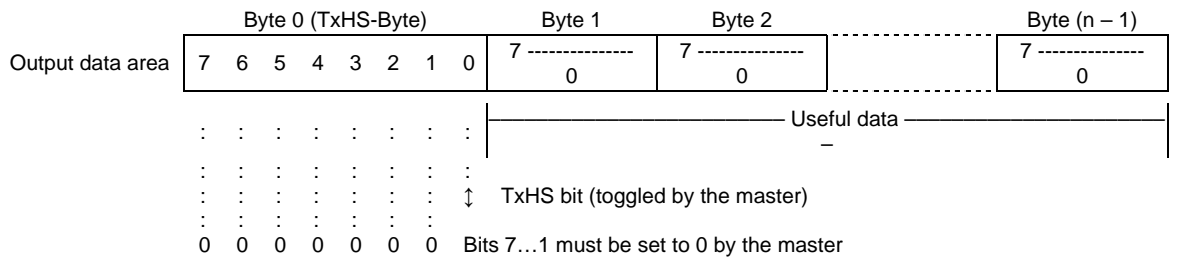 Byte 0 (TxHS-Byte) Byte 1 Byte 2 Byte (n – 1)
Output data area 7 6 5 4 3 2 1 0 7 ---------------- 0 7 ---------------- 0 7 ---------------- 0
: : : : : : : : ––––––––––––––––––––––––– Useful data –––––––––––––––––––––– –
: : : : : : : :
: : : : : : : ↕ TxHS bit (toggled by the master)
: : : : : : :
0 0 0 0 0 0 0 Bits 7…1 must be set to 0 by the master